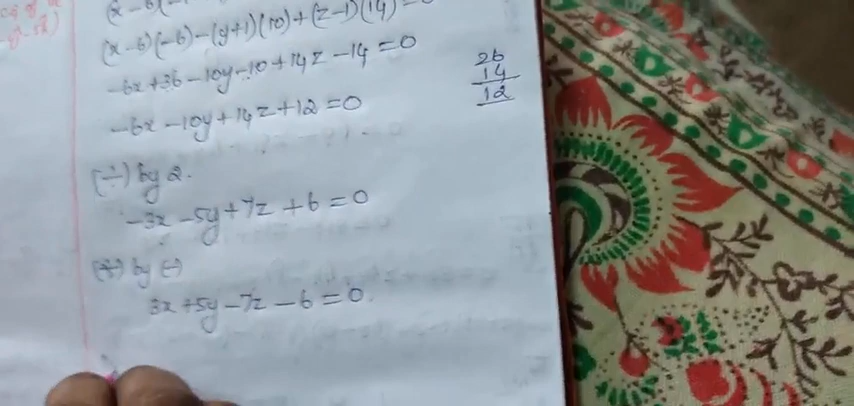 (x-6)(-6)-(y+1)(10)+(z-1)(14)=0
-6x+36-10y-10+14z-14=0
-6x-10y+14z+12=0
(÷) by 2.
-3x-5y+7z+6=0
(÷) by (-)
3x+5y-7z-6=0.
26
14
12